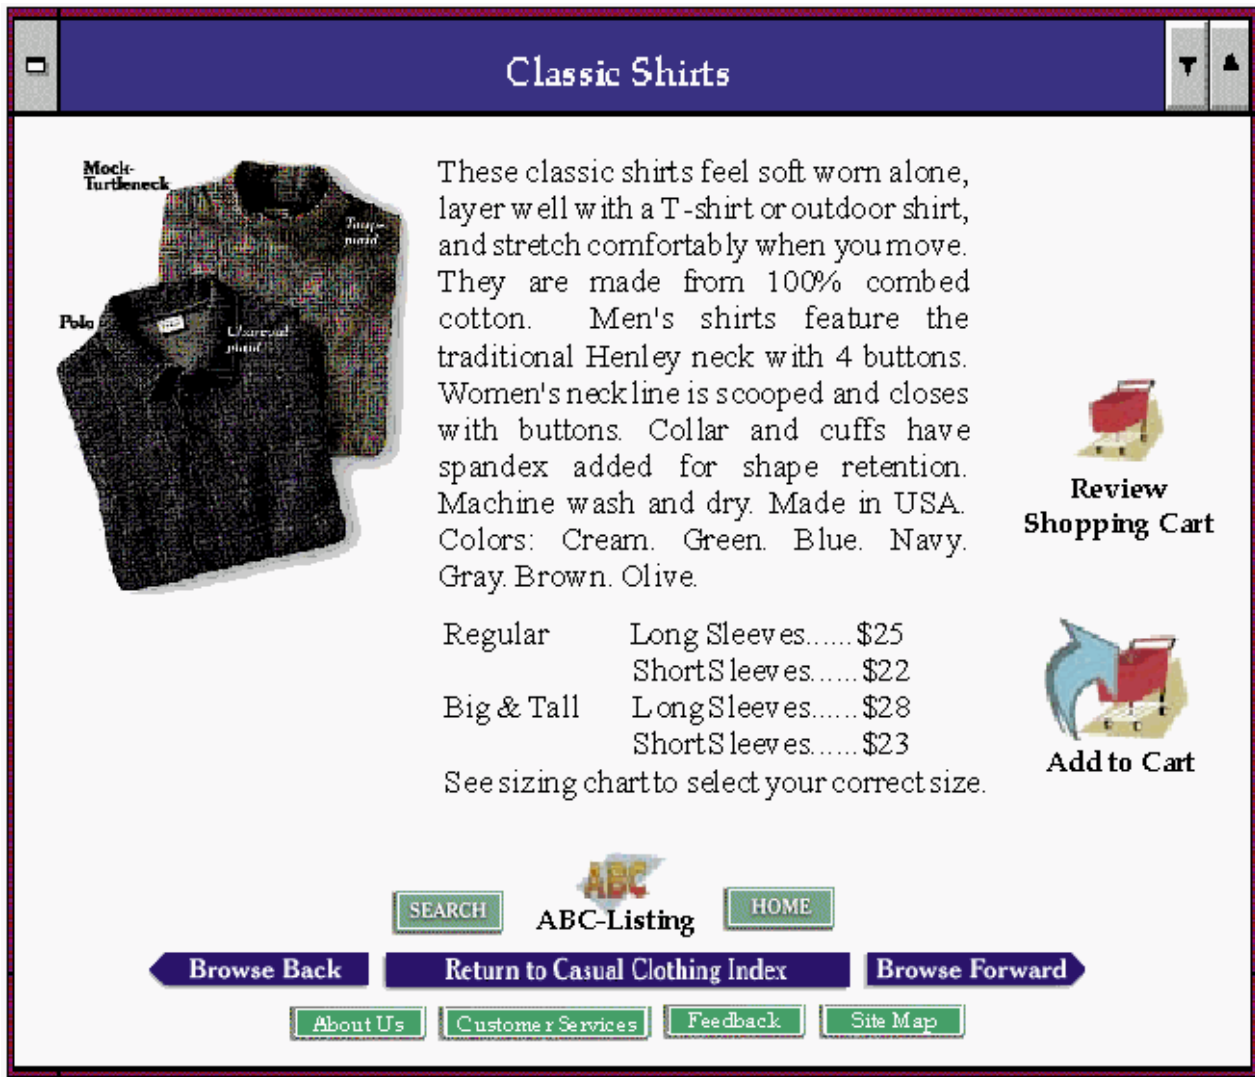 Classic Shirts
Mock-
Turtleneck
Taupe
plaid
Polo
Charcoal
plaid
These classic shirts feel soft worn alone,
layer well with a T-shirt or outdoor shirt,
and stretch comfortably when you move.
They are made from 100% combed
cotton. Men's shirts feature the
traditional Henley neck with 4 buttons.
Women's neckline is scooped and closes
with buttons. Collar and cuffs have
spandex added for shape retention.
Machine wash and dry. Made in USA.
Colors: Cream. Green. Blue. Navy.
Gray. Brown. Olive.
Regular Long Sleeves......$25
Short Sleeves......$22
Big & Tall Long Sleeves......$28
Short Sleeves......$23
See sizing chart to select your correct size.
Review
Shopping Cart
Add to Cart
SEARCH
ABC
ABC-Listing
HOME
Browse Back
Return to Casual Clothing Index
Browse Forward
About Us
Customer Services
Feedback
Site Map